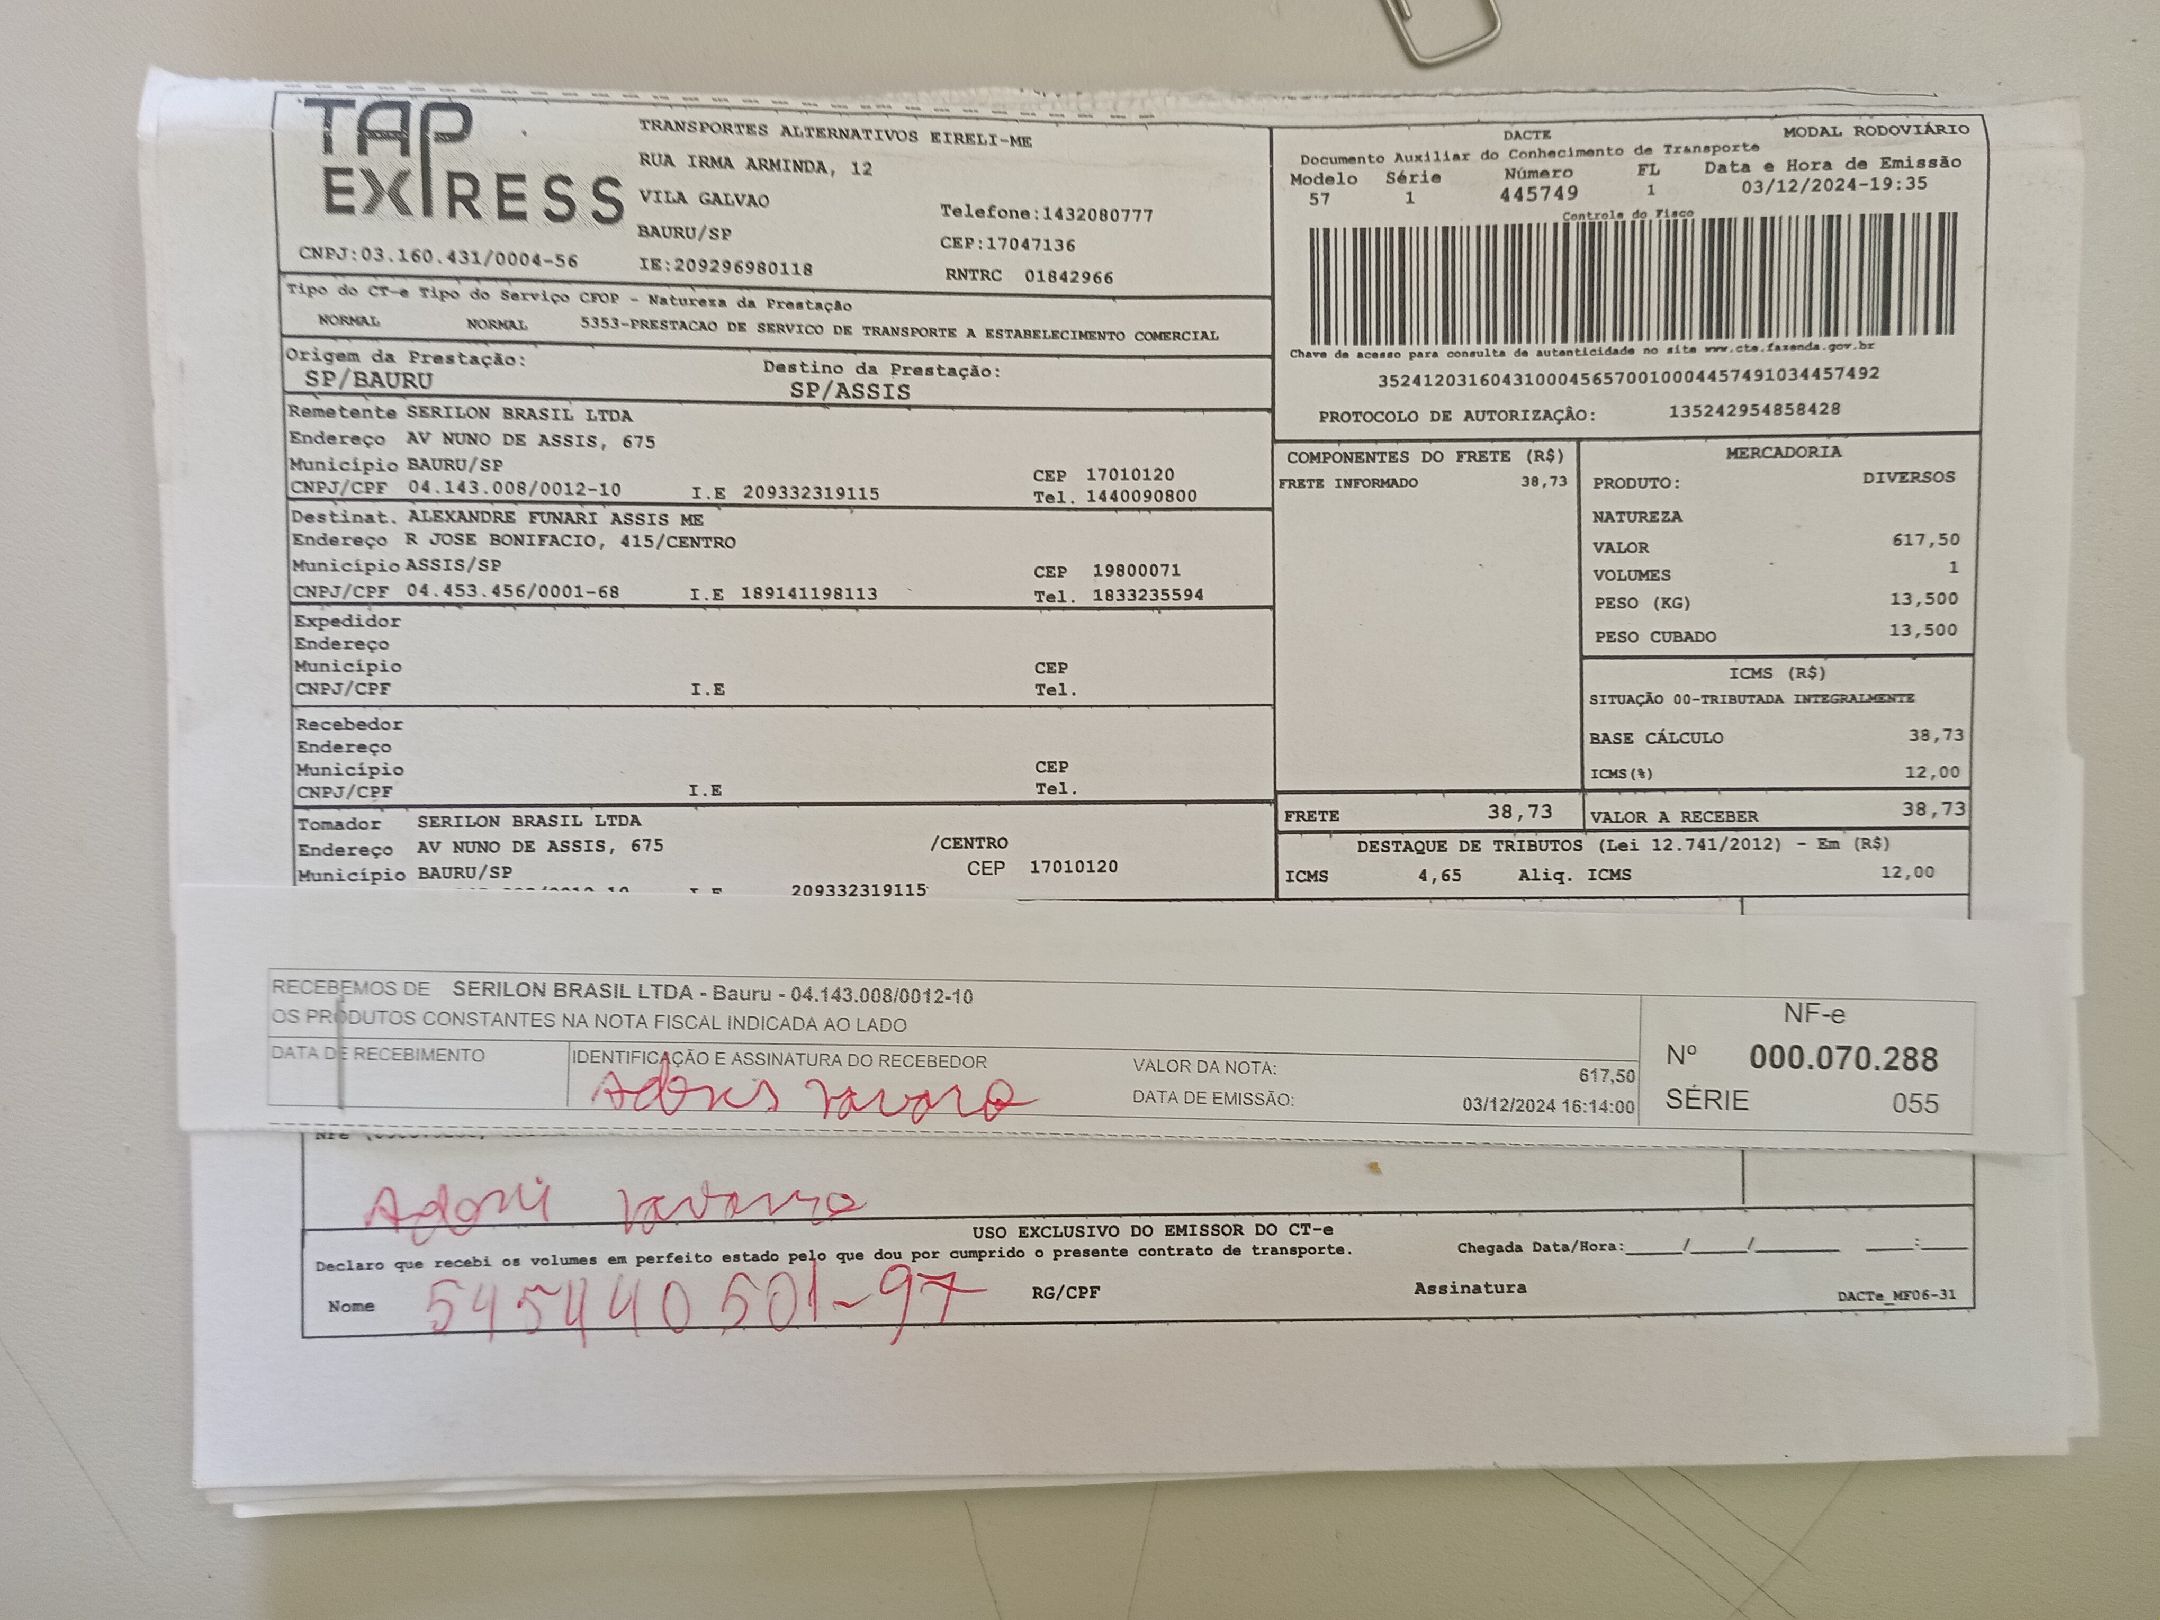 TAP EXPRESS
CNPJ:03.160.431/0004-56
TRANSPORTES ALTERNATIVOS EIRELI-ME
RUA IRMA ARMINDA, 12
VILA GALVAO
BAURU/SP
IE:209296980118
Telefone:1432080777
CEP:17047136
RNTRC 01842966
DACTE MODAL RODOVIÁRIO
Documento Auxiliar do Conhecimento de Transporte
Modelo Série Número FL Data e Hora de Emissão
57 1 445749 1 03/12/2024-19:35
Controle do Fisco
Chave de acesso para consulta de autenticidade no site www.cte.fazenda.gov.br
35241203160431000456570010004457491034457492
PROTOCOLO DE AUTORIZAÇÂO: 135242954858428
Tipo do CT-e Tipo do Serviço CFOP - Natureza da Prestação
NORMAL NORMAL 5353-PRESTACAO DE SERVICO DE TRANSPORTE A ESTABELECIMENTO COMERCIAL
Origem da Prestação: Destino da Prestação:
SP/BAURU SP/ASSIS
Remetente SERILON BRASIL LTDA
Endereço AV NUNO DE ASSIS, 675
Município BAURU/SP CEP 17010120
CNPJ/CPF 04.143.008/0012-10 I.E 209332319115 Tel. 1440090800
Destinat. ALEXANDRE FUNARI ASSIS ME
Endereço R JOSE BONIFACIO, 415/CENTRO
Município ASSIS/SP CEP 19800071
CNPJ/CPF 04.453.456/0001-68 I.E 189141198113 Tel. 1833235594
Expedidor
Endereço
Município CEP
CNPJ/CPF I.E Tel.
Recebedor
Endereço
Município CEP
CNPJ/CPF I.E Tel.
Tomador SERILON BRASIL LTDA
Endereço AV NUNO DE ASSIS, 675 /CENTRO
Município BAURU/SP CEP 17010120
209332319115
COMPONENTES DO FRETE (R$)
FRETE INFORMADO 38,73
MERCADORIA
PRODUTO: DIVERSOS
NATUREZA
VALOR 617,50
VOLUMES 1
PESO (KG) 13,500
PESO CUBADO 13,500
ICMS (R$)
SITUAÇÃO 00-TRIBUTADA INTEGRALMENTE
BASE CÁLCULO 38,73
ICMS(%) 12,00
FRETE 38,73 VALOR A RECEBER 38,73
DESTAQUE DE TRIBUTOS (Lei 12.741/2012) - Em (R$)
ICMS 4,65 Aliq. ICMS 12,00
RECEBEMOS DE SERILON BRASIL LTDA - Bauru - 04.143.008/0012-10
OS PRODUTOS CONSTANTES NA NOTA FISCAL INDICADA AO LADO
DATA DE RECEBIMENTO IDENTIFICAÇÃO E ASSINATURA DO RECEBEDOR
VALOR DA NOTA: 617,50
DATA DE EMISSÃO: 03/12/2024 16:14:00
NF-e
Nº 000.070.288
SÉRIE 055
USO EXCLUSIVO DO EMISSOR DO CT-e
Declaro que recebi os volumes em perfeito estado pelo que dou por cumprido o presente contrato de transporte. Chegada Data/Hora:_____/_____/_______ ____:____
Nome 545440501-97 RG/CPF Assinatura DACTe_MF06-31